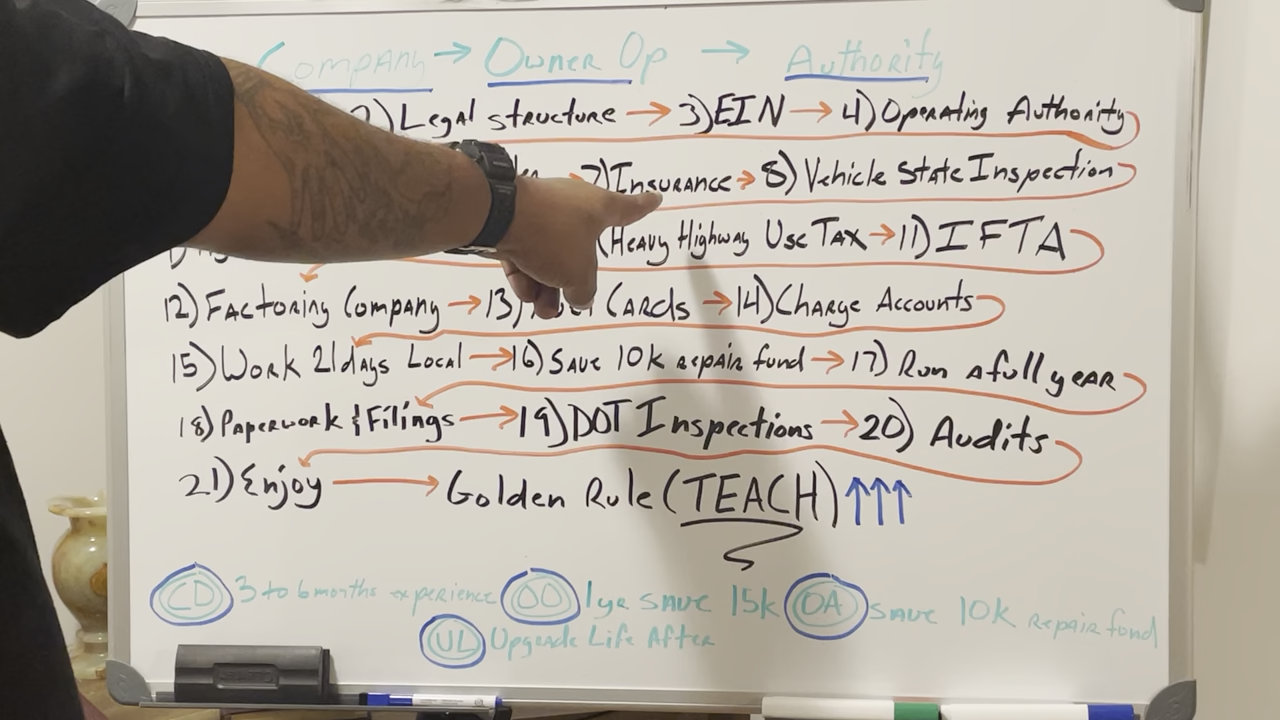 Company → Owner Op → Authority
2) Legal structure → 3) EIN → 4) Operating Authority
7) Insurance → 8) Vehicle State Inspection
Heavy Highway Use Tax → 11) IFTA
12) Factoring Company → 13) Cards → 14) Charge Accounts
15) Work 21 days Local → 16) Save 10k repair fund → 17) Run a full year
18) Paperwork & Filings → 19) DOT Inspections → 20) Audits
21) Enjoy → Golden Rule (TEACH) ↑↑↑
CD 3 to 6 months experience OO 1yr save 15k OA save 10k repair fund
UL Upgrade Life After